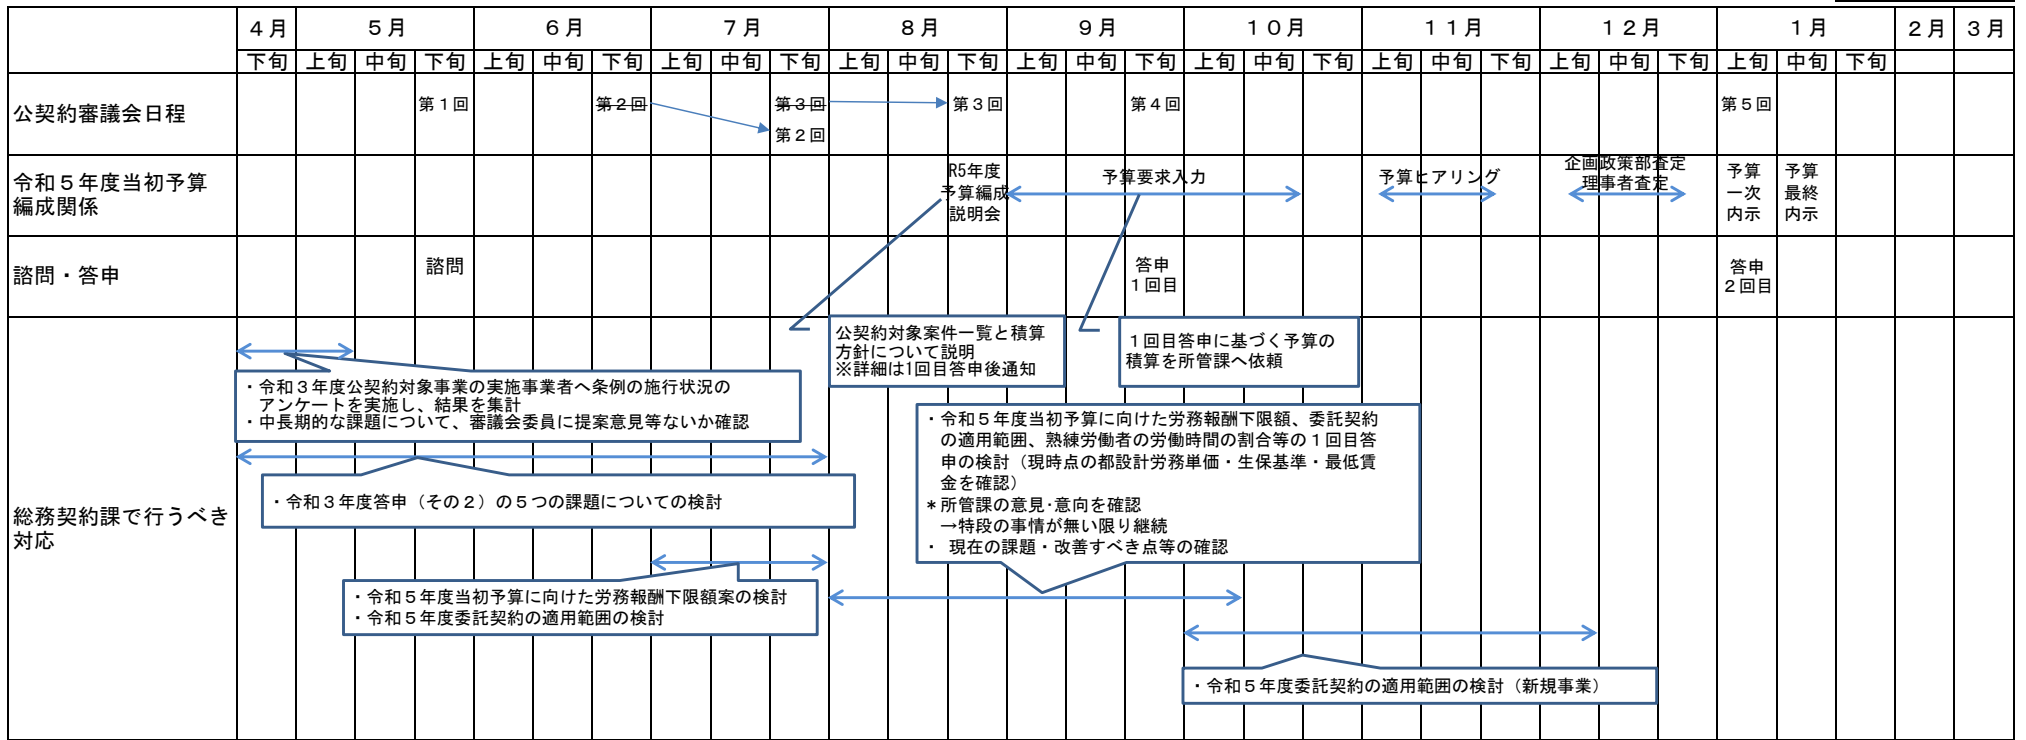 ４月 ５月 ６月 ７月 ８月 ９月 １０月 １１月 １２月 １月 ２月 ３月
下旬 上旬 中旬 下旬 上旬 中旬 下旬 上旬 中旬 下旬 上旬 中旬 下旬 上旬 中旬 下旬 上旬 中旬 下旬 上旬 中旬 下旬 上旬 中旬 下旬 上旬 中旬 下旬
公契約審議会日程
第１回 第２回 第３回 第３回 第４回 第５回
第２回
令和５年度当初予算
編成関係
R5年度
予算編成
説明会
予算要求入力
予算ヒアリング
企画政策部査定
理事者査定
予算
一次
内示
予算
最終
内示
諮問・答申
諮問
答申
１回目
答申
２回目
総務契約課で行うべき
対応
公契約対象案件一覧と積算
方針について説明
※詳細は1回目答申後通知
１回目答申に基づく予算の
積算を所管課へ依頼
・令和３年度公契約対象事業の実施事業者へ条例の施行状況の
アンケートを実施し、結果を集計
・中長期的な課題について、審議会委員に提案意見等ないか確認
・令和５年度当初予算に向けた労務報酬下限額、委託契約
の適用範囲、熟練労働者の労働時間の割合等の１回目答
申の検討（現時点の都設計労務単価・生保基準・最低賃
金を確認）
＊所管課の意見･意向を確認
→特段の事情が無い限り継続
・ 現在の課題・改善すべき点等の確認
・令和３年度答申（その２）の５つの課題についての検討
・令和５年度当初予算に向けた労務報酬下限額案の検討
・令和５年度委託契約の適用範囲の検討
・令和５年度委託契約の適用範囲の検討（新規事業）